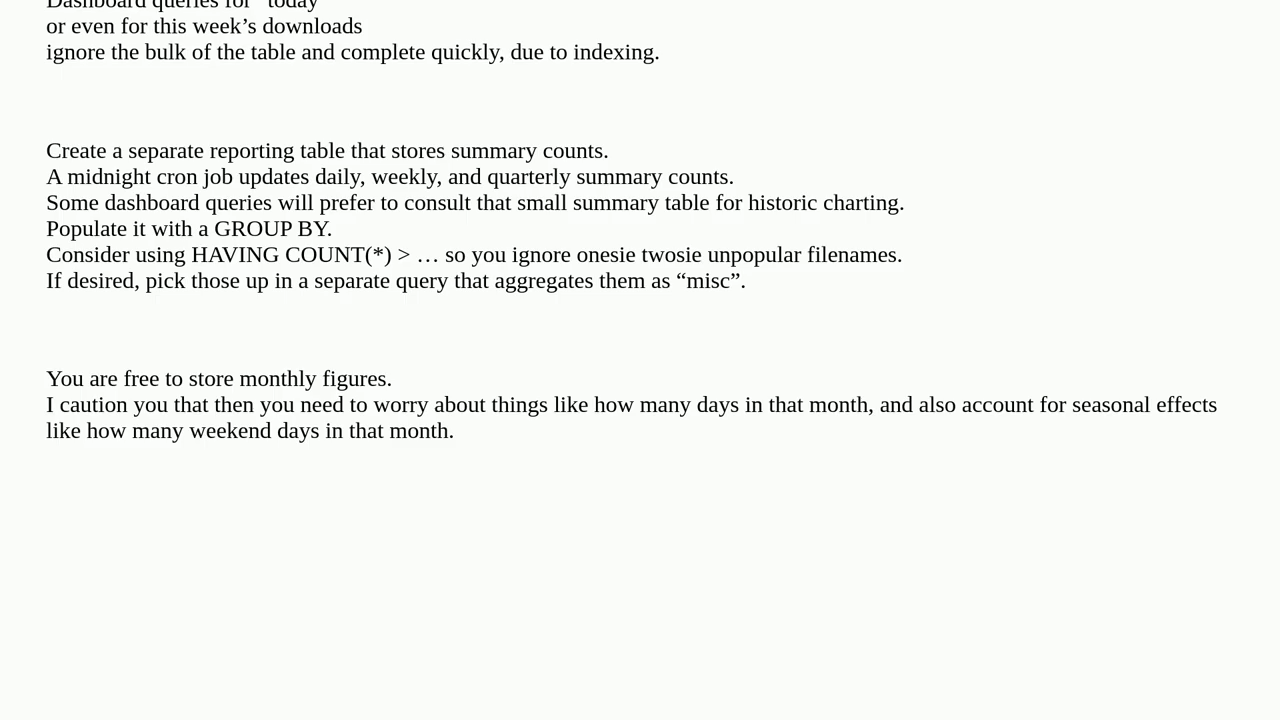 Dashboard queries for “today”
or even for this week’s downloads
ignore the bulk of the table and complete quickly, due to indexing.
Create a separate reporting table that stores summary counts.
A midnight cron job updates daily, weekly, and quarterly summary counts.
Some dashboard queries will prefer to consult that small summary table for historic charting.
Populate it with a GROUP BY.
Consider using HAVING COUNT(*) > … so you ignore onesie twosie unpopular filenames.
If desired, pick those up in a separate query that aggregates them as “misc”.
You are free to store monthly figures.
I caution you that then you need to worry about things like how many days in that month, and also account for seasonal effects
like how many weekend days in that month.